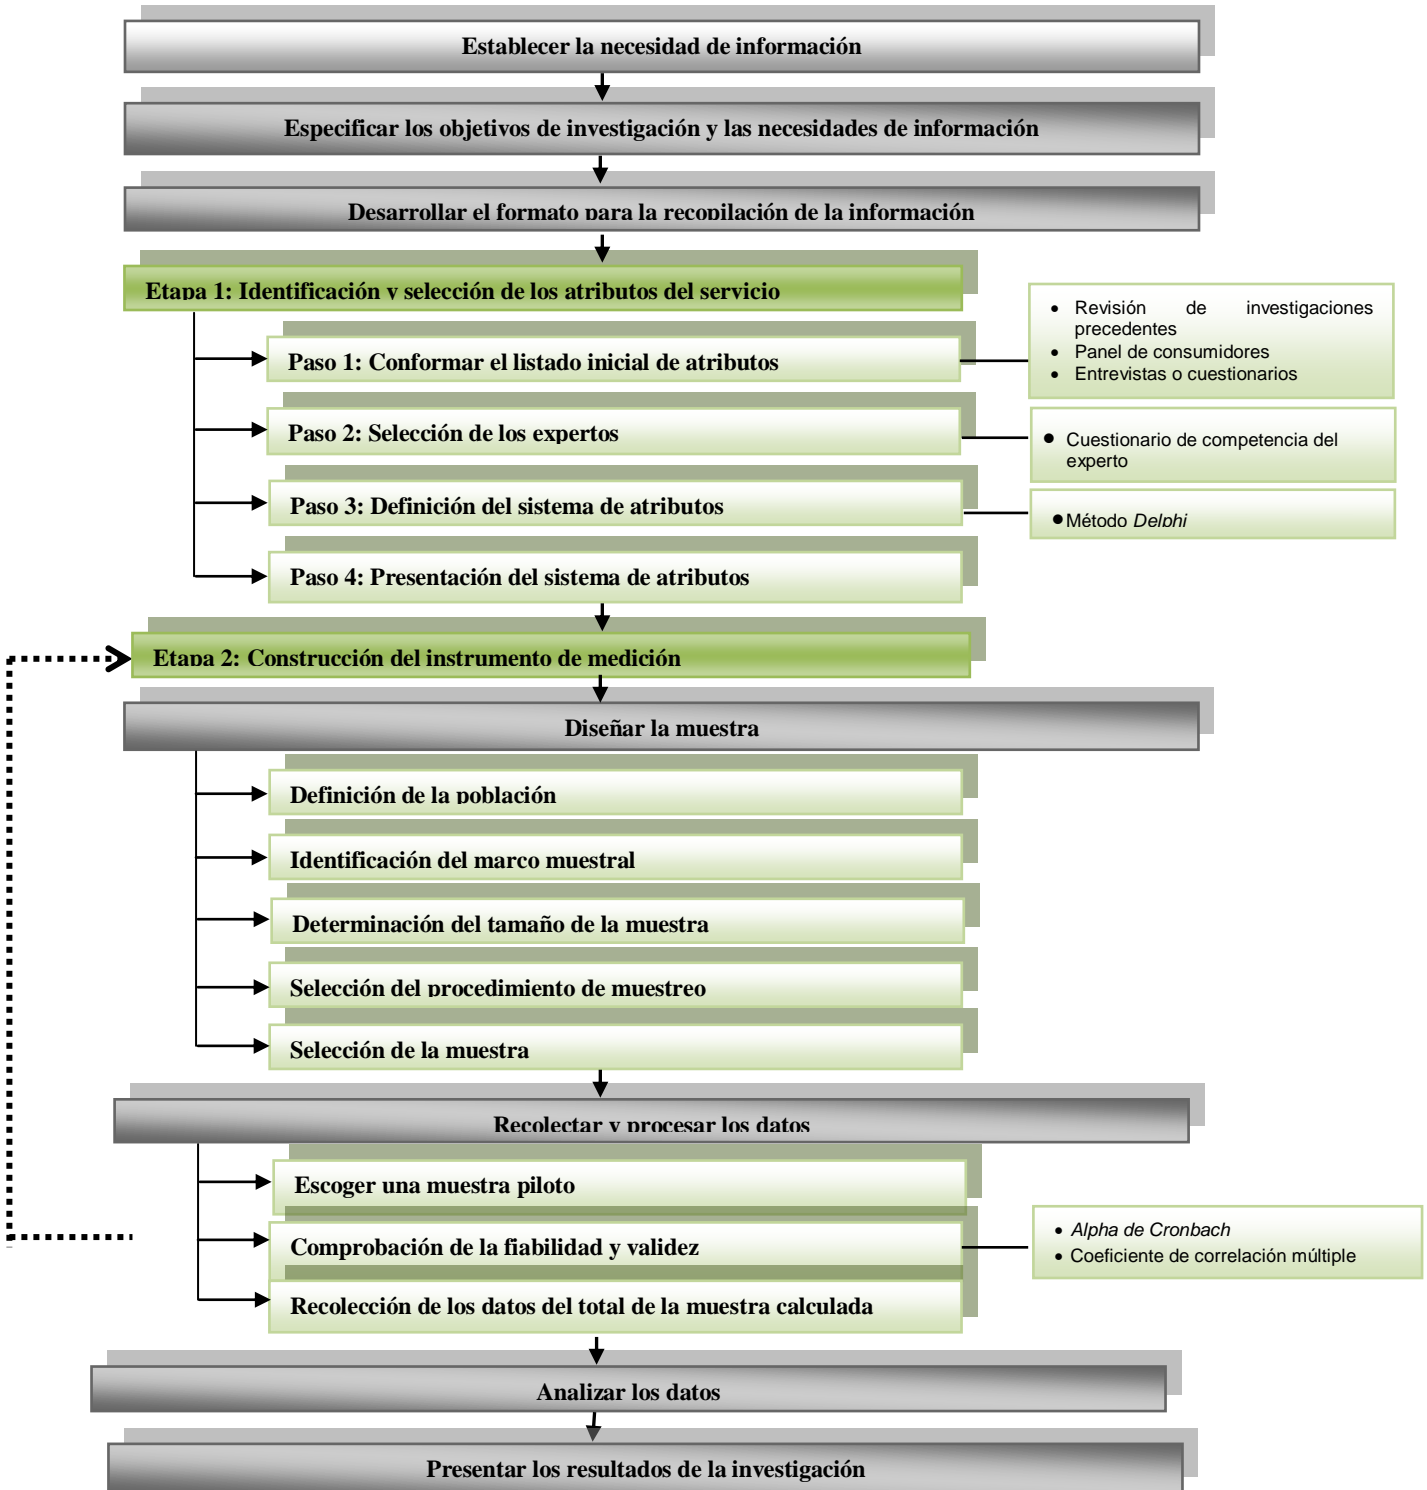 Establecer la necesidad de información
Especificar los objetivos de investigación y las necesidades de información
Desarrollar el formato para la recopilación de la información
Etapa 1: Identificación y selección de los atributos del servicio
Paso 1: Conformar el listado inicial de atributos
• Revisión de investigaciones
precedentes
• Panel de consumidores
• Entrevistas o cuestionarios
Paso 2: Selección de los expertos
• Cuestionario de competencia del
experto
Paso 3: Definición del sistema de atributos
• Método Delphi
Paso 4: Presentación del sistema de atributos
Etapa 2: Construcción del instrumento de medición
Diseñar la muestra
Definición de la población
Identificación del marco muestral
Determinación del tamaño de la muestra
Selección del procedimiento de muestreo
Selección de la muestra
Recolectar y procesar los datos
Escoger una muestra piloto
Comprobación de la fiabilidad y validez
• Alpha de Cronbach
• Coeficiente de correlación múltiple
Recolección de los datos del total de la muestra calculada
Analizar los datos
Presentar los resultados de la investigación